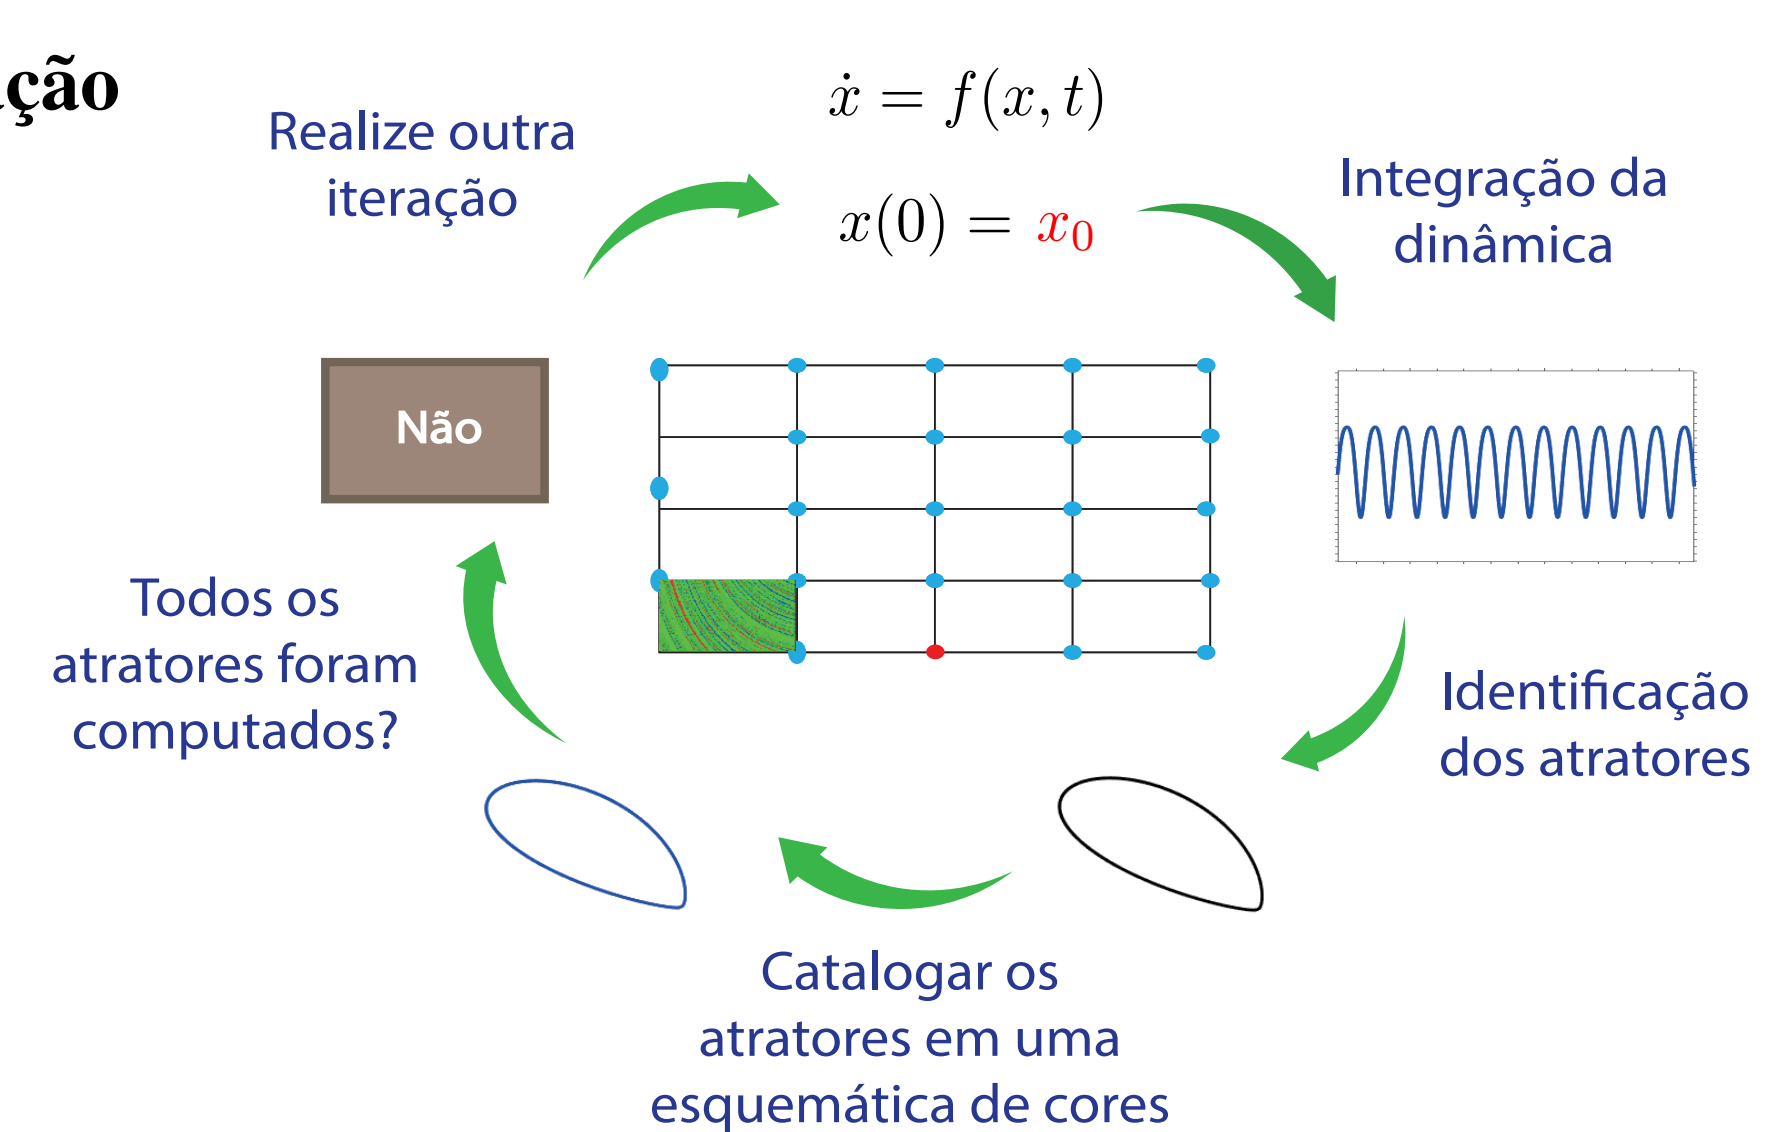 ação
Realize outra
iteração
ẋ = f(x, t)
x(0) = x₀
Integração da
dinâmica
Não
Todos os
atratores foram
computados?
Identificação
dos atratores
Catalogar os
atratores em uma
esquemática de cores